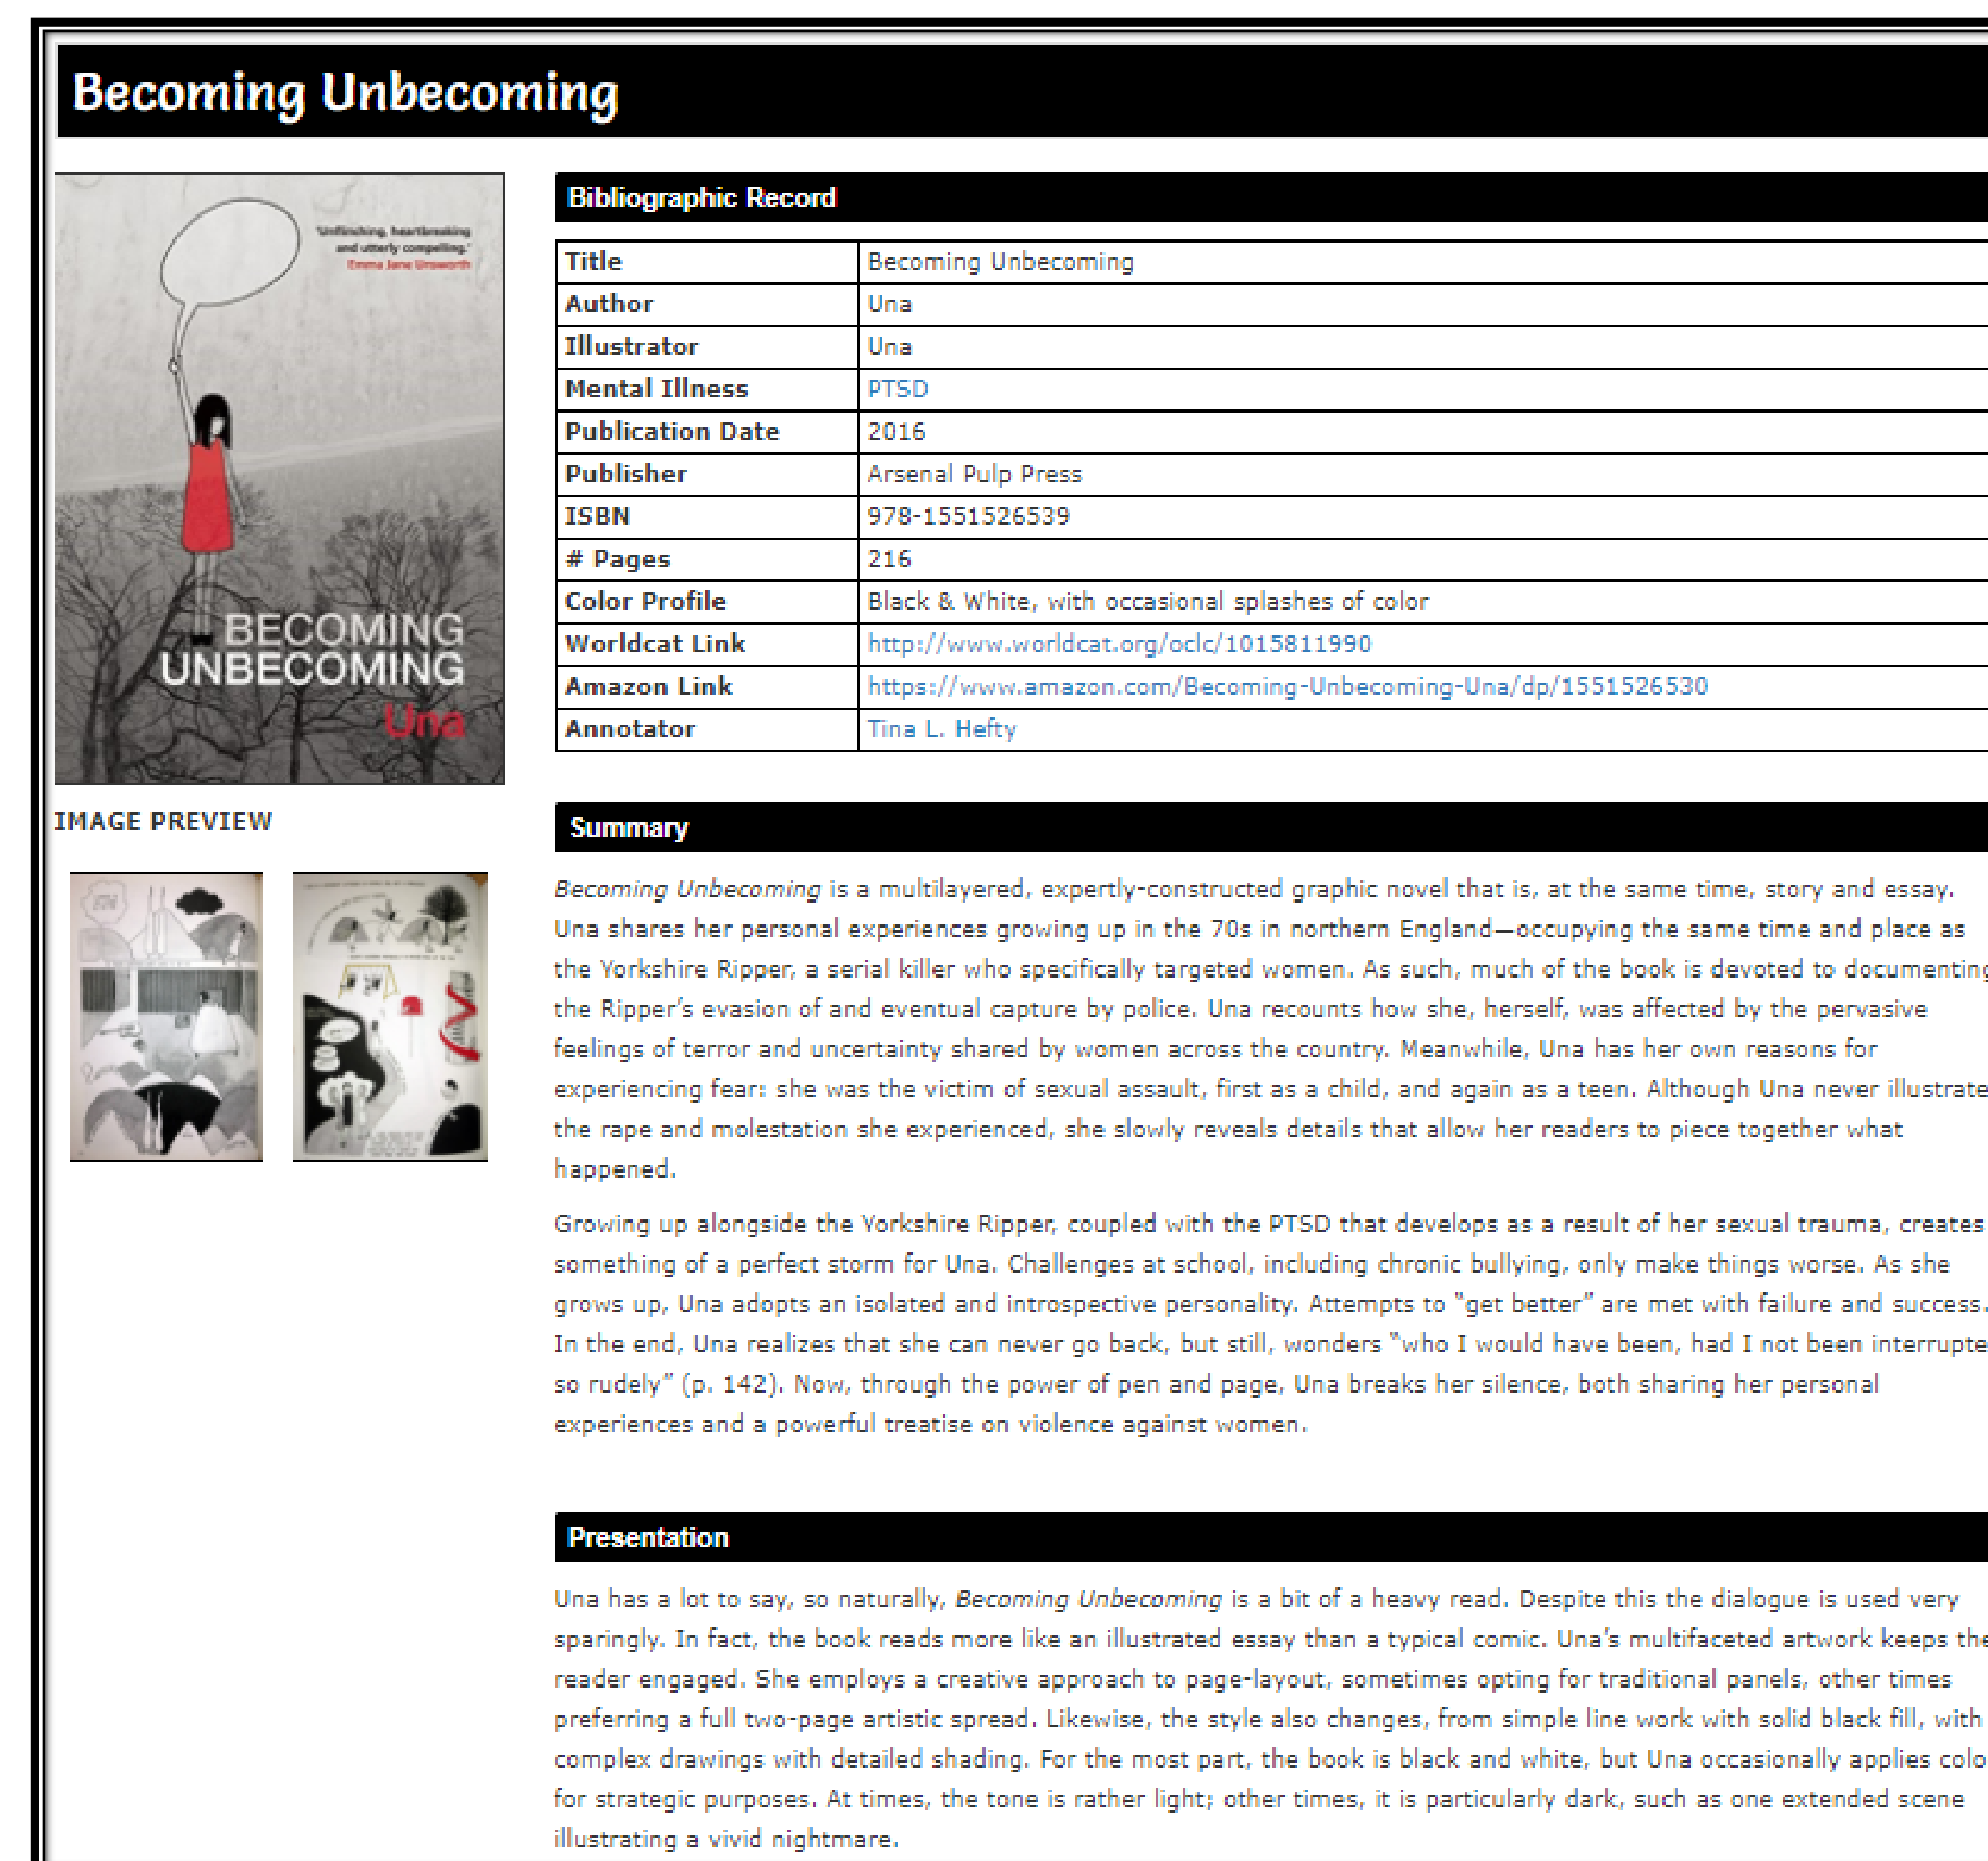 Becoming Unbecoming
'Unflinching, heartbreaking
and utterly compelling.'
Emma Jane Unsworth
BECOMING
UNBECOMING
Una
IMAGE PREVIEW
Bibliographic Record
Title Becoming Unbecoming
Author Una
Illustrator Una
Mental Illness PTSD
Publication Date 2016
Publisher Arsenal Pulp Press
ISBN 978-1551526539
# Pages 216
Color Profile Black & White, with occasional splashes of color
Worldcat Link http://www.worldcat.org/oclc/1015811990
Amazon Link https://www.amazon.com/Becoming-Unbecoming-Una/dp/1551526530
Annotator Tina L. Hefty
Summary
Becoming Unbecoming is a multilayered, expertly-constructed graphic novel that is, at the same time, story and essay.
Una shares her personal experiences growing up in the 70s in northern England—occupying the same time and place as
the Yorkshire Ripper, a serial killer who specifically targeted women. As such, much of the book is devoted to documenting
the Ripper's evasion of and eventual capture by police. Una recounts how she, herself, was affected by the pervasive
feelings of terror and uncertainty shared by women across the country. Meanwhile, Una has her own reasons for
experiencing fear: she was the victim of sexual assault, first as a child, and again as a teen. Although Una never illustrate
the rape and molestation she experienced, she slowly reveals details that allow her readers to piece together what
happened.
Growing up alongside the Yorkshire Ripper, coupled with the PTSD that develops as a result of her sexual trauma, creates
something of a perfect storm for Una. Challenges at school, including chronic bullying, only make things worse. As she
grows up, Una adopts an isolated and introspective personality. Attempts to "get better" are met with failure and success.
In the end, Una realizes that she can never go back, but still, wonders "who I would have been, had I not been interrupte
so rudely" (p. 142). Now, through the power of pen and page, Una breaks her silence, both sharing her personal
experiences and a powerful treatise on violence against women.
Presentation
Una has a lot to say, so naturally, Becoming Unbecoming is a bit of a heavy read. Despite this the dialogue is used very
sparingly. In fact, the book reads more like an illustrated essay than a typical comic. Una's multifaceted artwork keeps the
reader engaged. She employs a creative approach to page-layout, sometimes opting for traditional panels, other times
preferring a full two-page artistic spread. Likewise, the style also changes, from simple line work with solid black fill, with
complex drawings with detailed shading. For the most part, the book is black and white, but Una occasionally applies colo
for strategic purposes. At times, the tone is rather light; other times, it is particularly dark, such as one extended scene
illustrating a vivid nightmare.